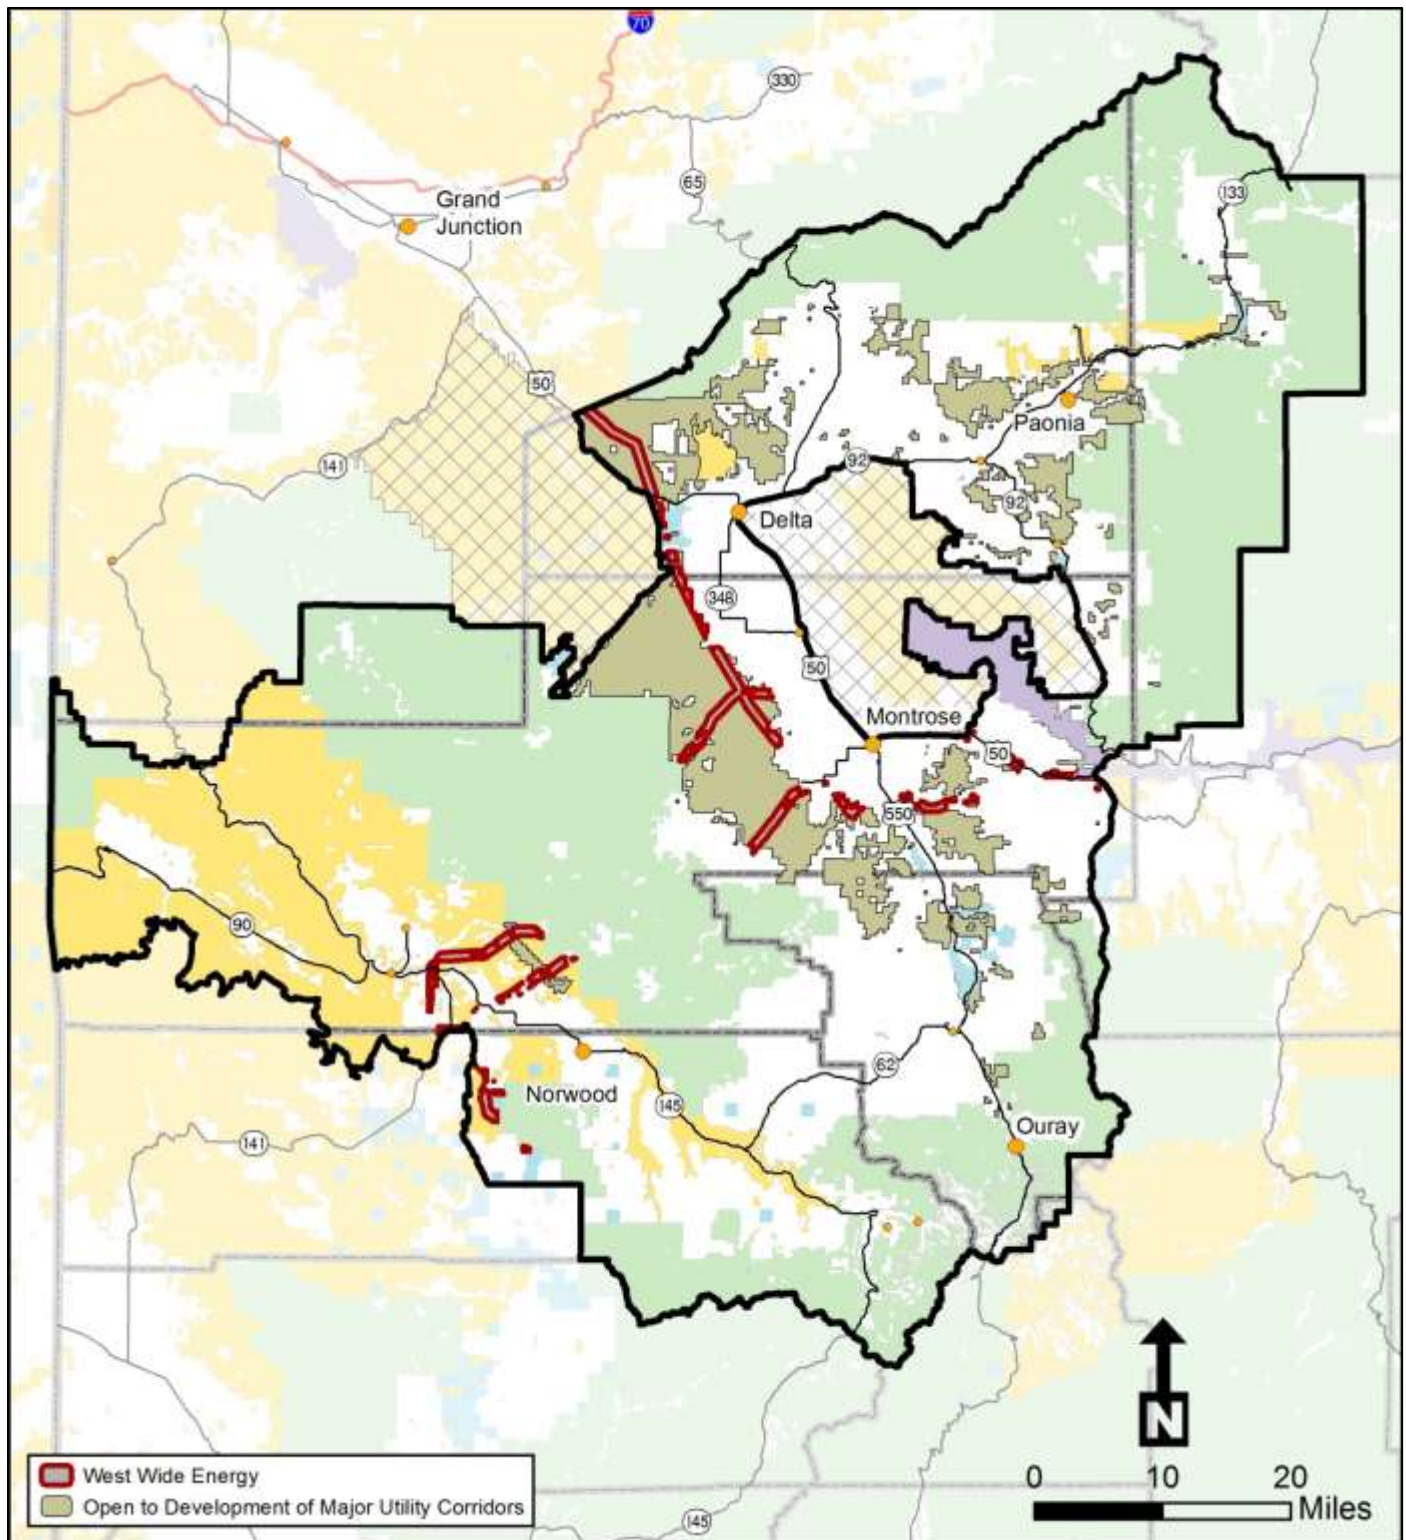 70
330
65
133
Grand
Junction
50
141
Paonia
92
92
Delta
348
50
Montrose
50
550
90
62
Norwood
145
Ouray
141
N
West Wide Energy
Open to Development of Major Utility Corridors
0 10 20
Miles
145